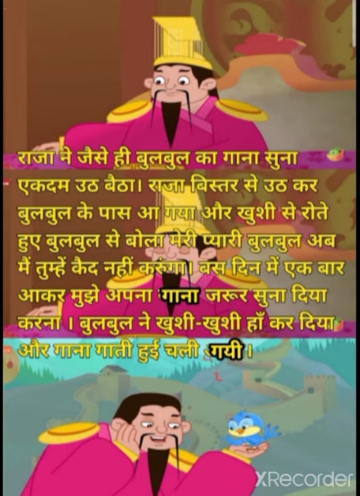 राजा ने जैसे ही बुलबुल का गाना सुना
एकदम उठ बैठा। राजा बिस्तर से उठ कर
बुलबुल के पास आ गया और खुशी से रोते
हुए बुलबुल से बोला मेरी प्यारी बुलबुल अब
मैं तुम्हें कैद नहीं करुंगा। बस दिन में एक बार
आकर मुझे अपना गाना जरूर सुना दिया
करना । बुलबुल ने खुशी-खुशी हाँ कर दिया
और गाना गाती हुई चली गयी ।
XRecorder